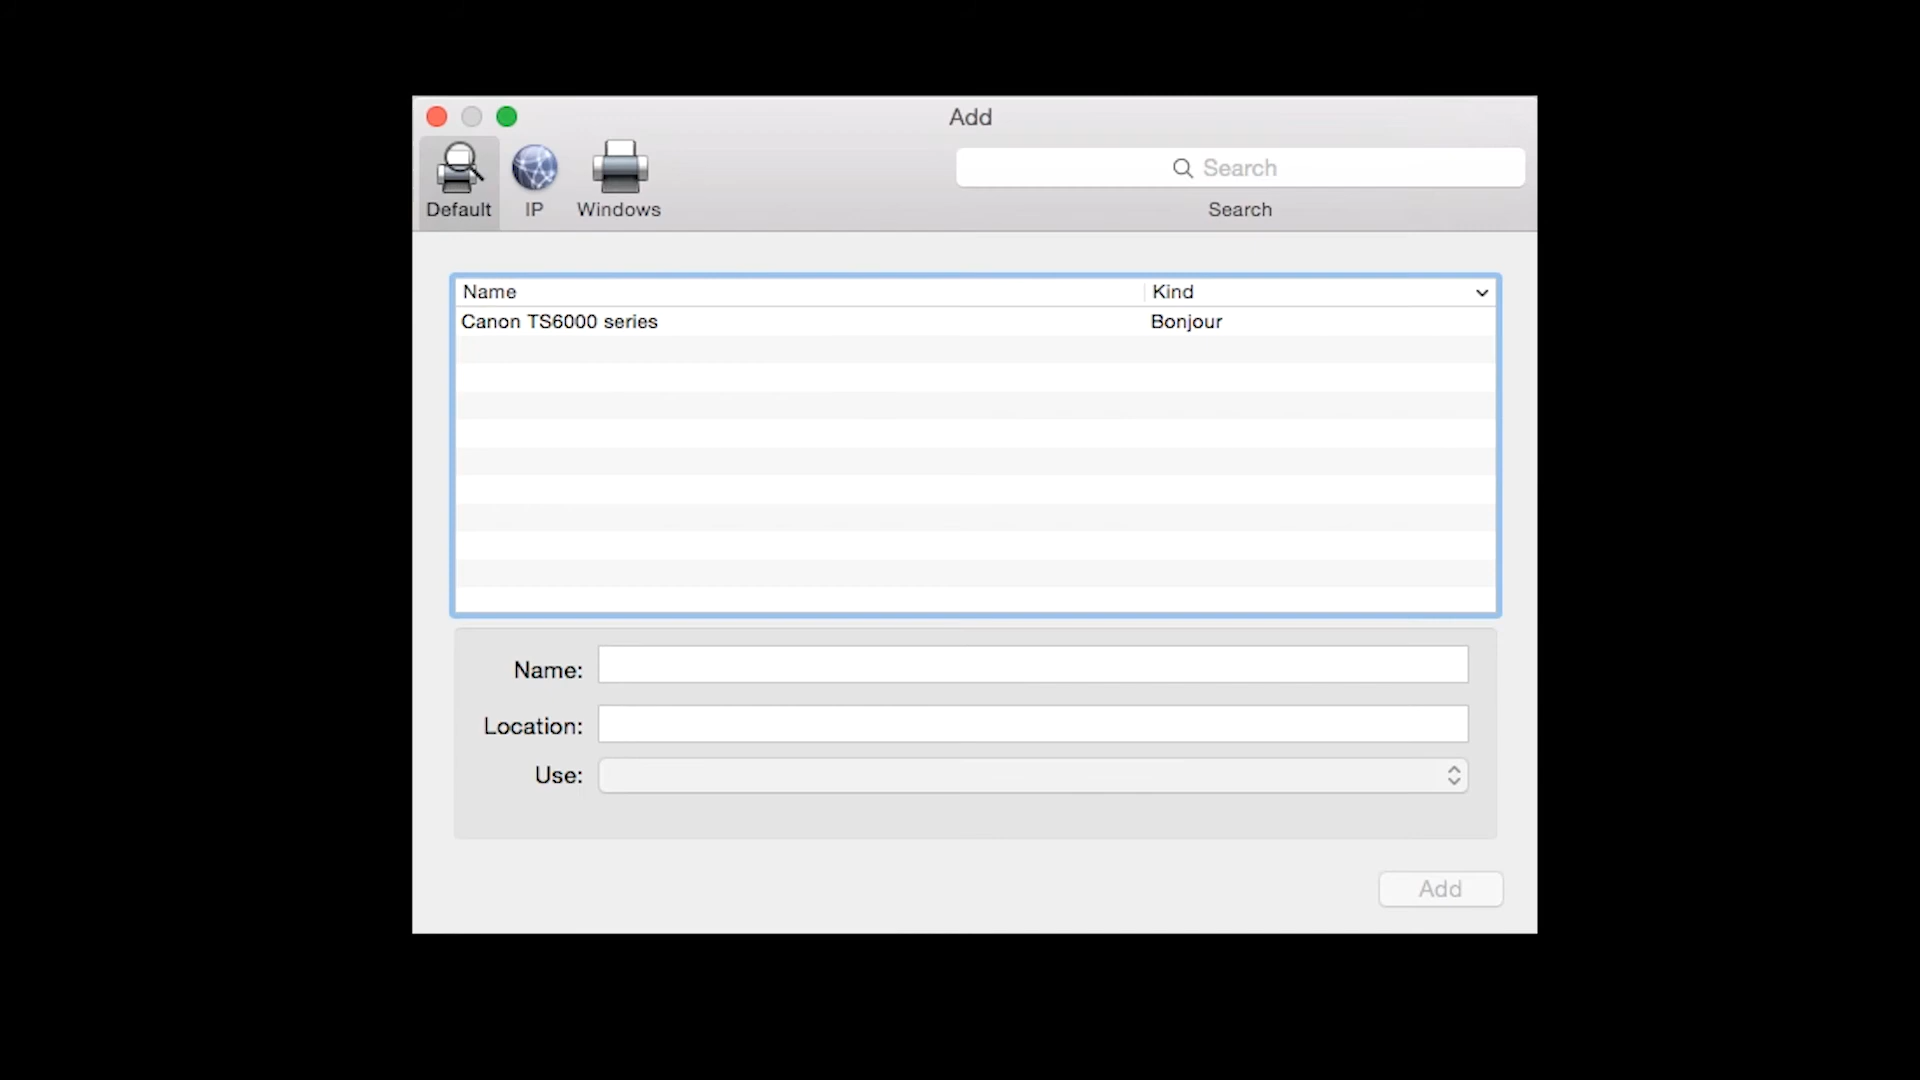 Add
Default
IP
Windows
Search
Search
Name
Kind
Canon TS6000 series
Bonjour
Name:
Location:
Use:
Add